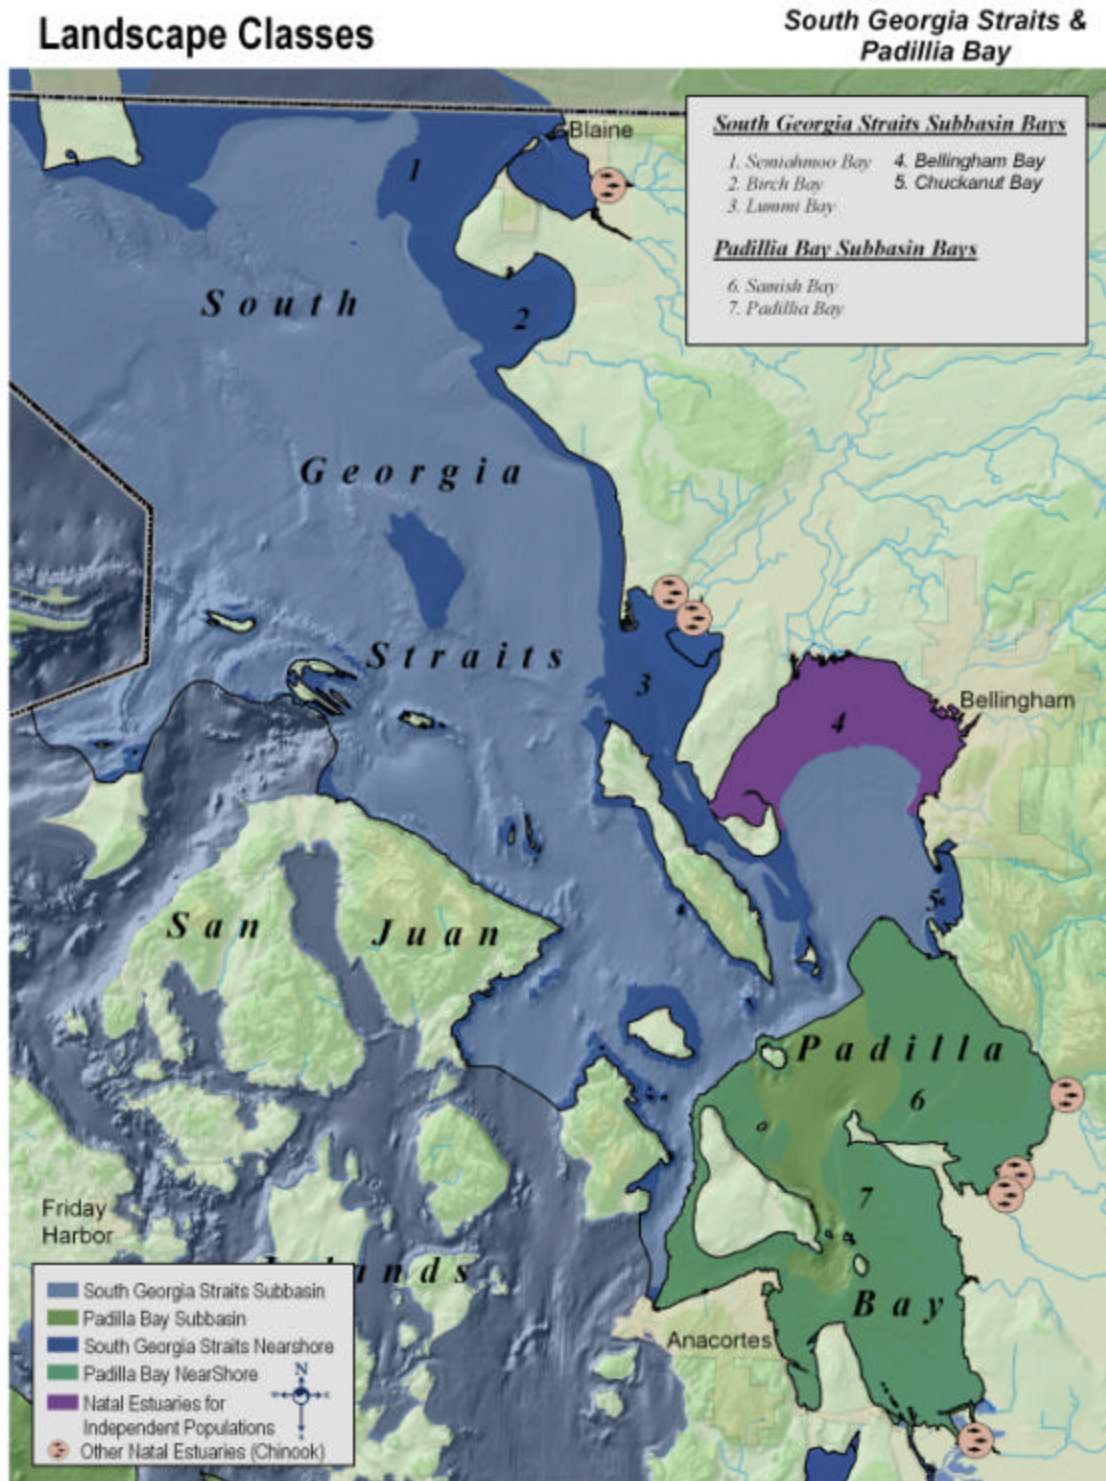 Landscape Classes
South Georgia Straits &
Padillia Bay
South Georgia Straits Subbasin Bays
1. Semiahmoo Bay
2. Birch Bay
3. Lummi Bay
4. Bellingham Bay
5. Chuckanut Bay
Padillia Bay Subbasin Bays
6. Samish Bay
7. Padillia Bay
Blaine
1
South
2
Georgia
Straits
3
4
Bellingham
5
San Juan
Padilla
6
7
Friday
Harbor
Islands
Bay
Anacortes
South Georgia Straits Subbasin
Padilla Bay Subbasin
South Georgia Straits Nearshore
Padilla Bay NearShore
N
Natal Estuaries for
Independent Populations
Other Natal Estuaries (Chinook)